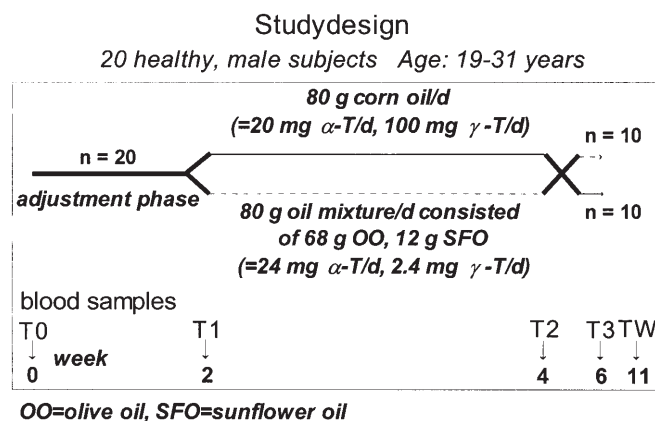 Studydesign
20 healthy, male subjects Age: 19-31 years
80 g corn oil/d
(=20 mg α-T/d, 100 mg γ-T/d)
n = 10
n = 20
adjustment phase
n = 10
80 g oil mixture/d consisted
of 68 g OO, 12 g SFO
(=24 mg α-T/d, 2.4 mg γ-T/d)
blood samples
T0 T1 T2 T3 TW
week
0 2 4 6 11
OO=olive oil, SFO=sunflower oil